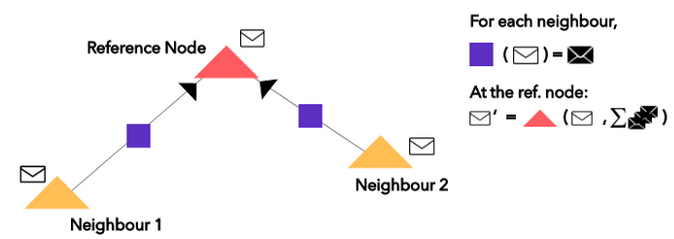 Reference Node
Neighbour 1
Neighbour 2
For each neighbour,
( ) =
At the ref. node:
′ = ( , ∑ )